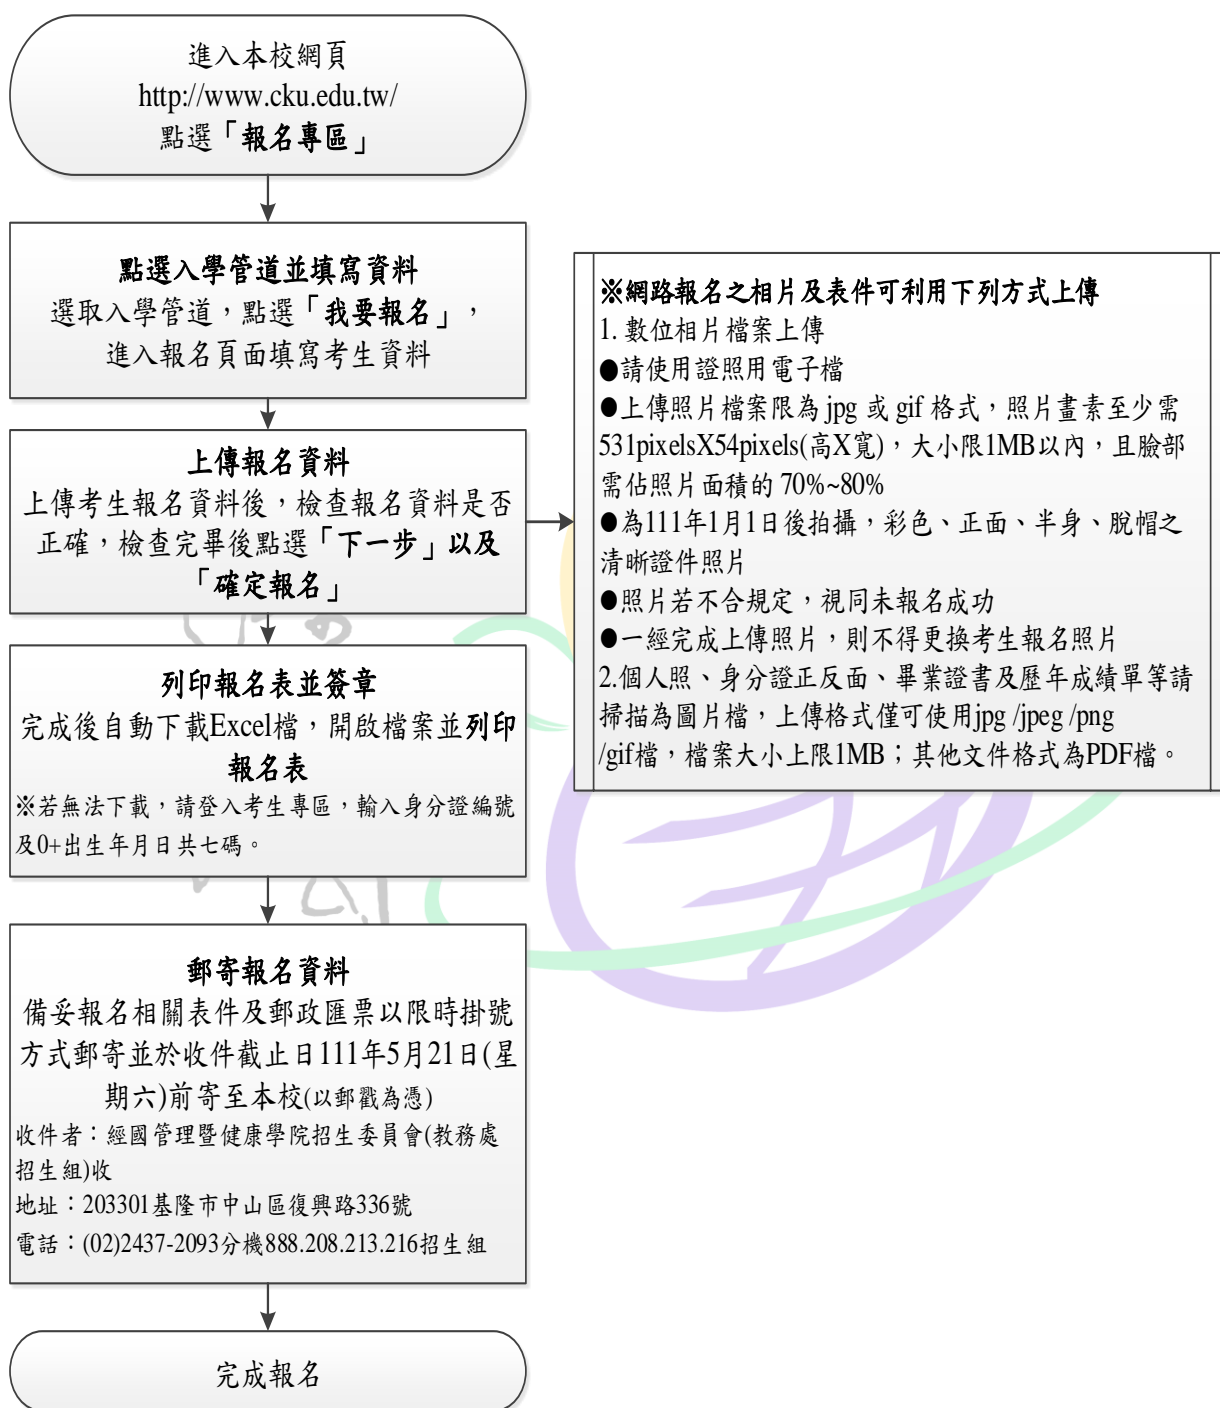 進入本校網頁
http://www.cku.edu.tw/
點選「報名專區」
點選入學管道並填寫資料
選取入學管道，點選「我要報名」，
進入報名頁面填寫考生資料
上傳報名資料
上傳考生報名資料後，檢查報名資料是否
正確，檢查完畢後點選「下一步」以及
「確定報名」
※網路報名之相片及表件可利用下列方式上傳
1. 數位相片檔案上傳
●請使用證照用電子檔
●上傳照片檔案限為 jpg 或 gif 格式，照片畫素至少需
531pixelsX54pixels(高X寬)，大小限1MB以內，且臉部
需佔照片面積的 70%~80%
●為111年1月1日後拍攝，彩色、正面、半身、脫帽之
清晰證件照片
●照片若不合規定，視同未報名成功
●一經完成上傳照片，則不得更換考生報名照片
2.個人照、身分證正反面、畢業證書及歷年成績單等請
掃描為圖片檔，上傳格式僅可使用jpg /jpeg /png
/gif檔，檔案大小上限1MB；其他文件格式為PDF檔。
列印報名表並簽章
完成後自動下載Excel檔，開啟檔案並列印
報名表
※若無法下載，請登入考生專區，輸入身分證編號
及0+出生年月日共七碼。
郵寄報名資料
備妥報名相關表件及郵政匯票以限時掛號
方式郵寄並於收件截止日111年5月21日(星
期六)前寄至本校(以郵戳為憑)
收件者：經國管理暨健康學院招生委員會(教務處
招生組)收
地址：203301基隆市中山區復興路336號
電話：(02)2437-2093分機888.208.213.216招生組
完成報名